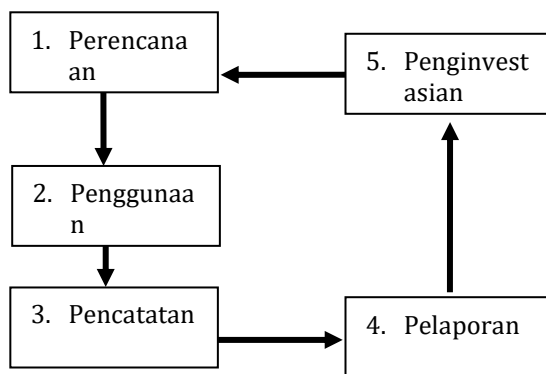 1. Perencana
an
2. Penggunaa
n
3. Pencatatan
4. Pelaporan
5. Penginvest
asian